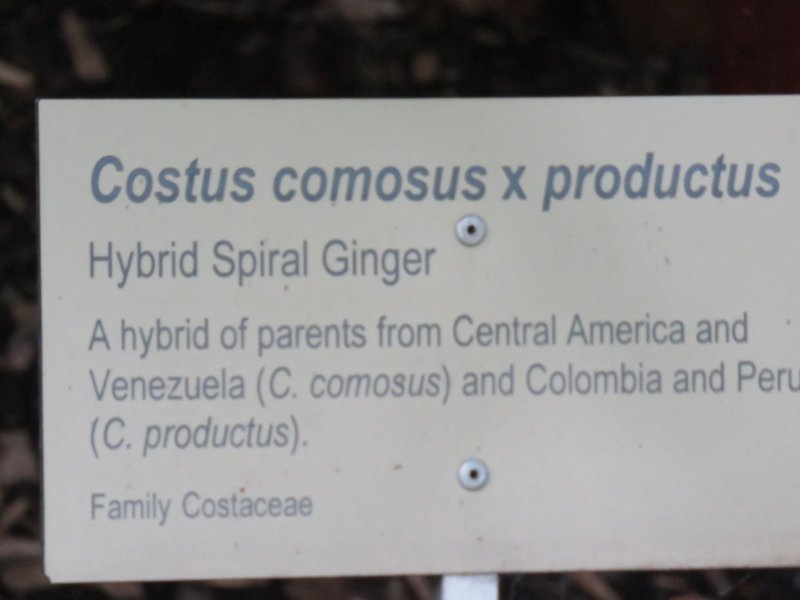 Costus comosus x productus
Hybrid Spiral Ginger
A hybrid of parents from Central America and
Venezuela (C. comosus) and Colombia and Peru
(C. productus).
Family Costaceae